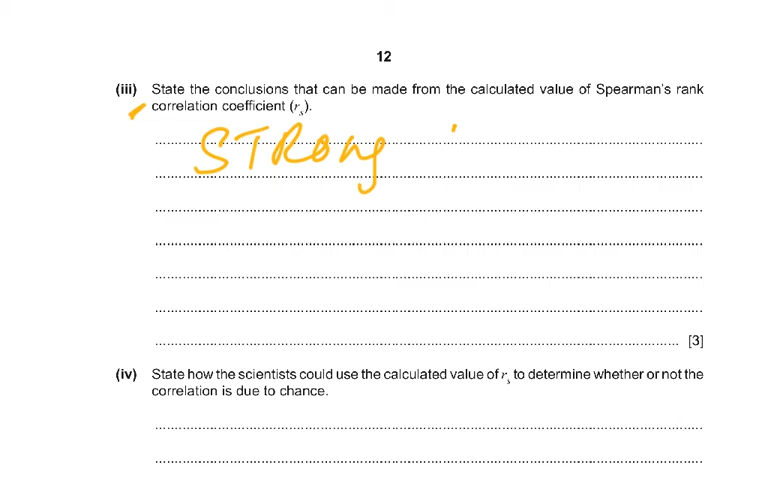 12
(iii) State the conclusions that can be made from the calculated value of Spearman's rank
correlation coefficient (rₛ).
STRONG
[3]
(iv) State how the scientists could use the calculated value of rₛ to determine whether or not the
correlation is due to chance.